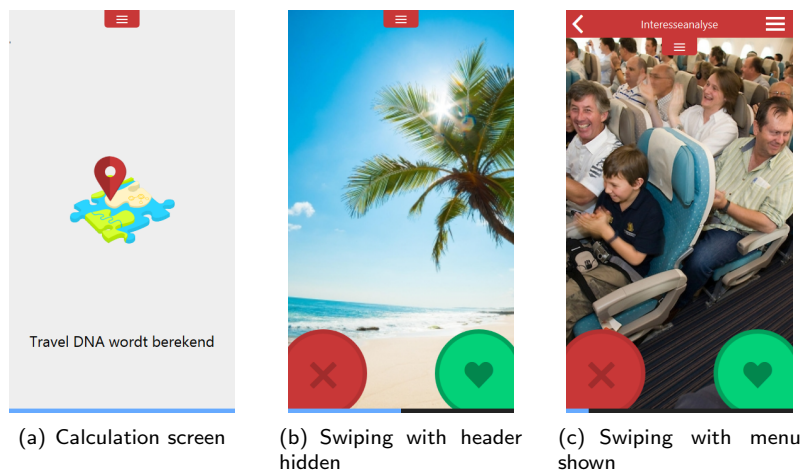 Interesseanalyse
Travel DNA wordt berekend
(a) Calculation screen
(b) Swiping with header
hidden
(c) Swiping with menu
shown